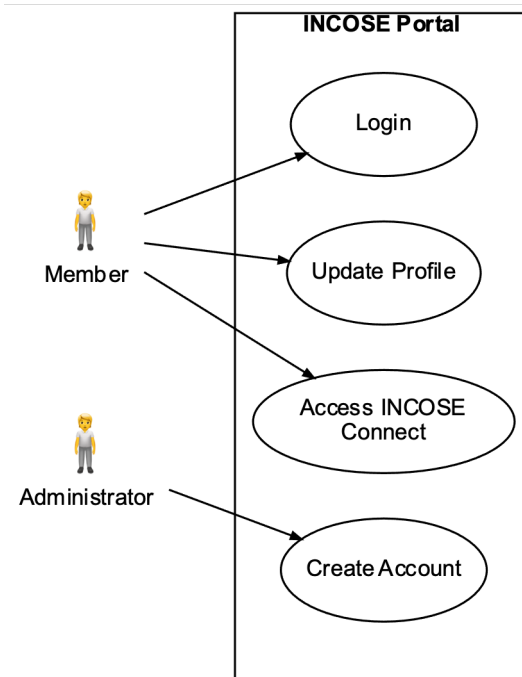 INCOSE Portal
Login
Member
Update Profile
Access INCOSE
Connect
Administrator
Create Account